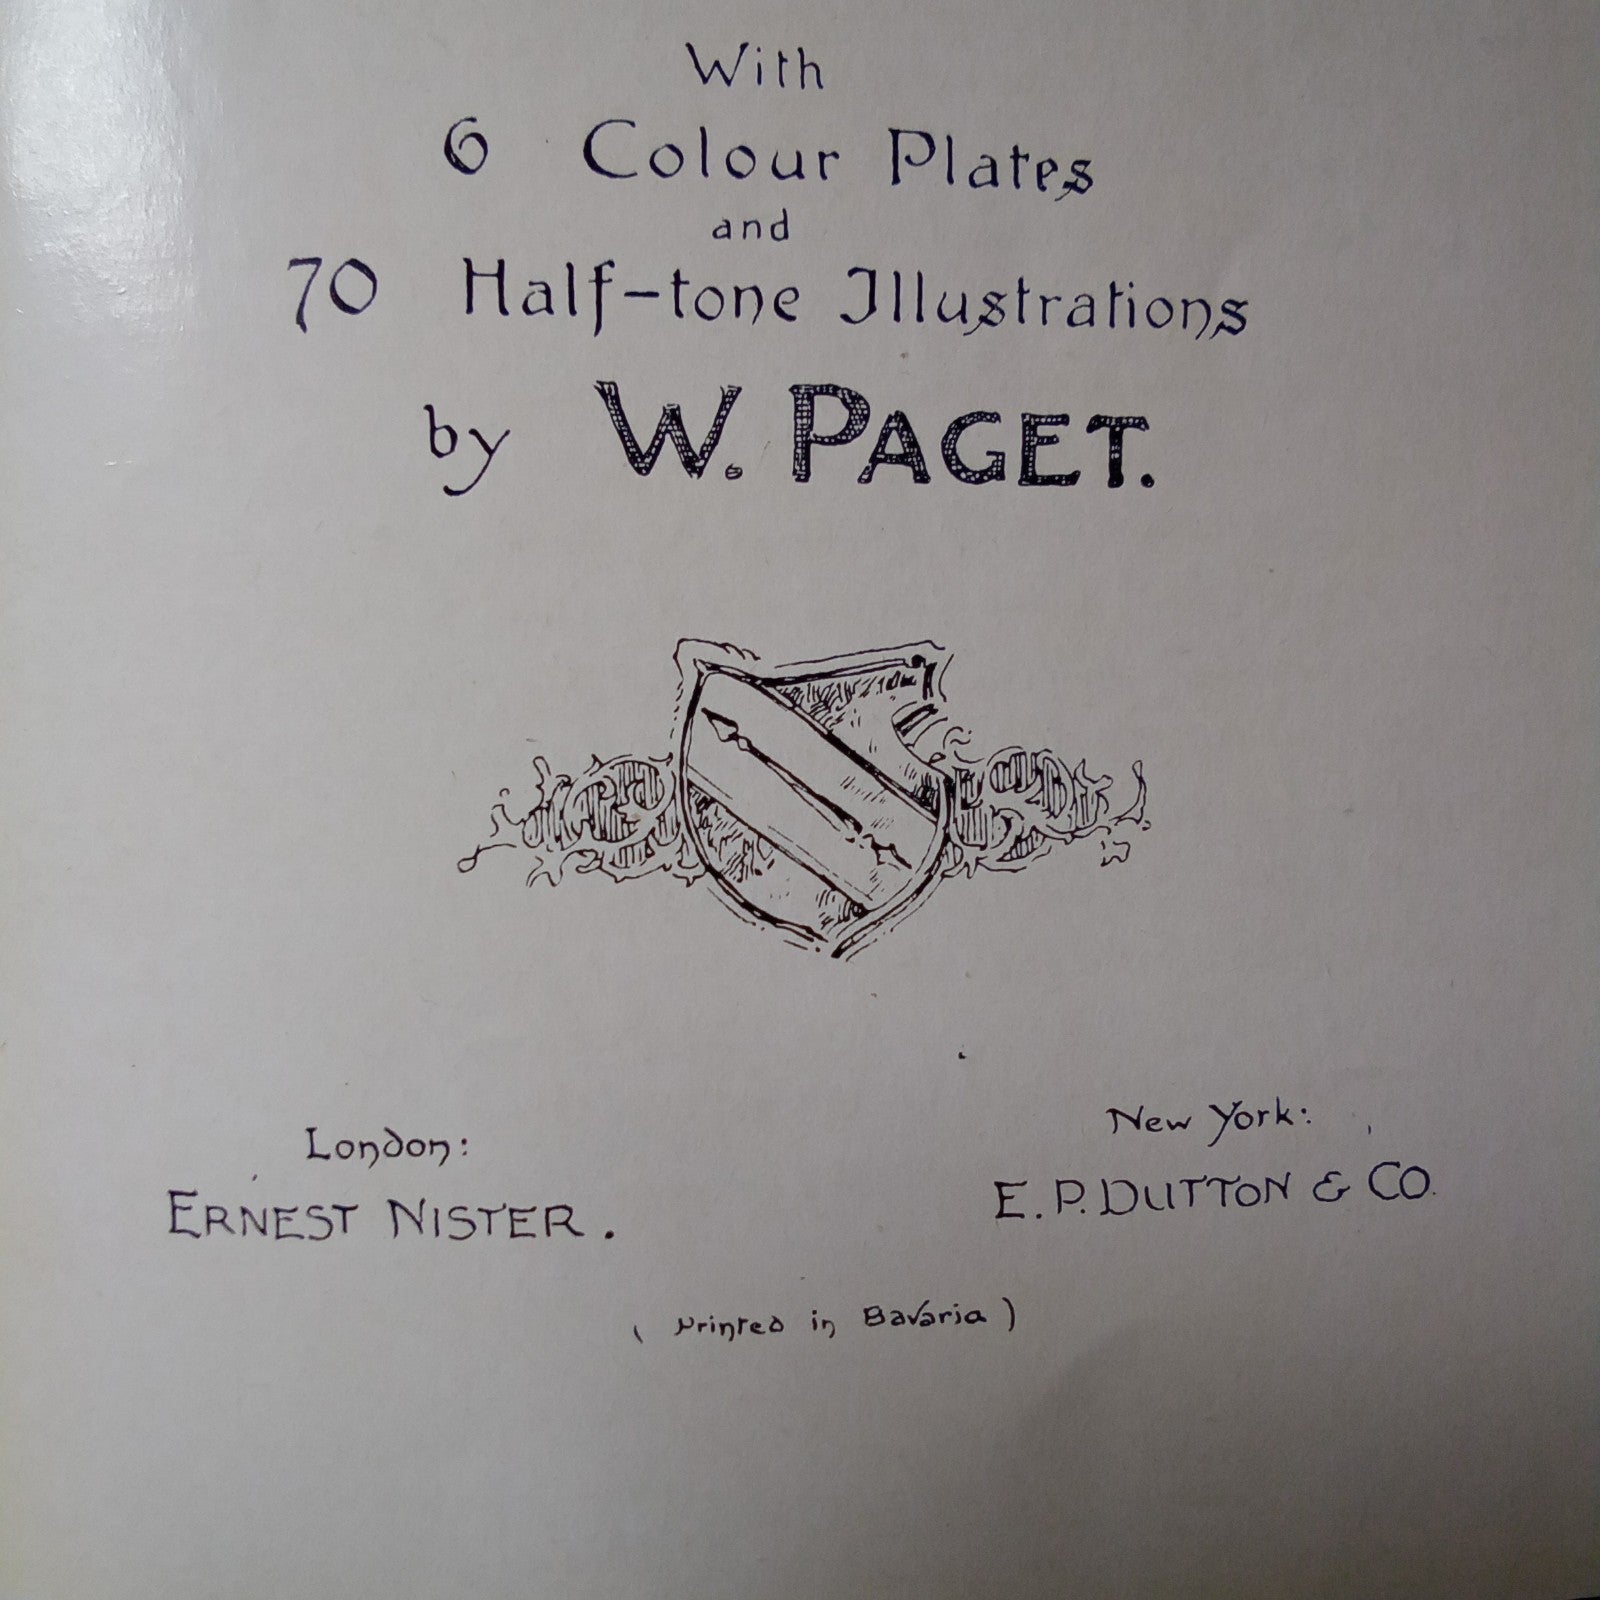 With
6 Colour Plates
and
70 Half-tone Illustrations
by W. PAGET.
London:
ERNEST NISTER.
New York:
E. P. DUTTON & CO.
(Printed in Bavaria)